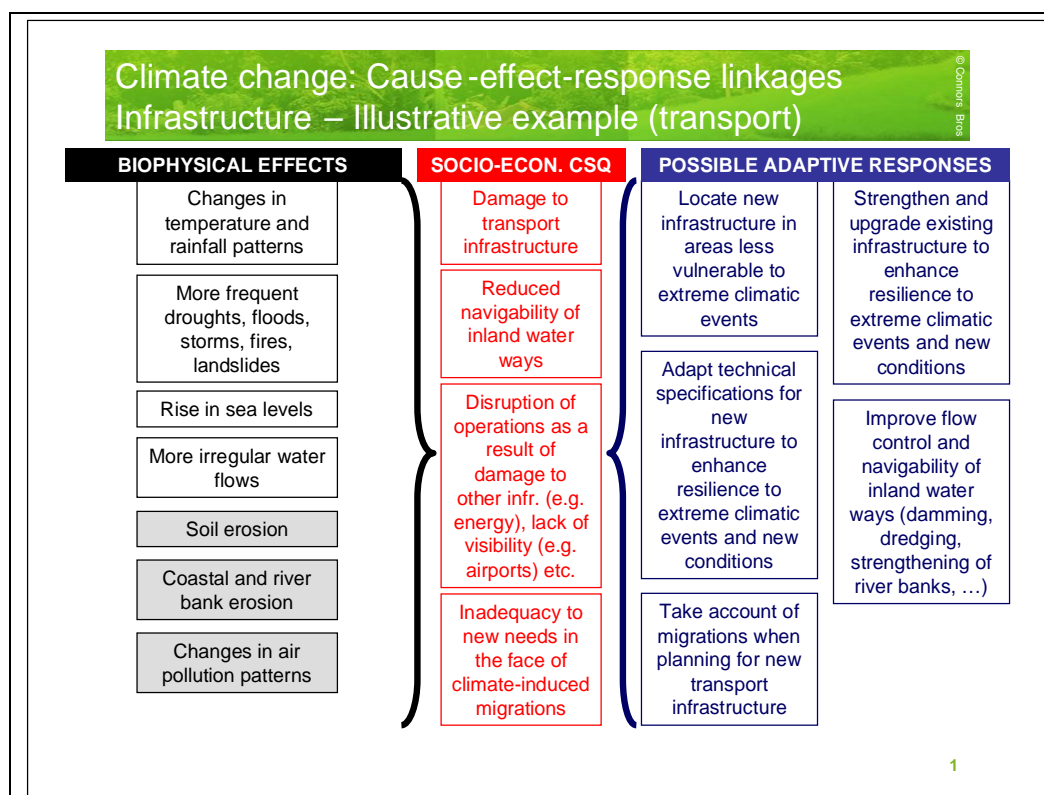 Climate change: Cause-effect-response linkages
Infrastructure – Illustrative example (transport)
© Connors Bros
BIOPHYSICAL EFFECTS
Changes in
temperature and
rainfall patterns
More frequent
droughts, floods,
storms, fires,
landslides
Rise in sea levels
More irregular water
flows
Soil erosion
Coastal and river
bank erosion
Changes in air
pollution patterns
SOCIO-ECON. CSQ
Damage to
transport
infrastructure
Reduced
navigability of
inland water
ways
Disruption of
operations as a
result of
damage to
other infr. (e.g.
energy), lack of
visibility (e.g.
airports) etc.
Inadequacy to
new needs in
the face of
climate-induced
migrations
POSSIBLE ADAPTIVE RESPONSES
Locate new
infrastructure in
areas less
vulnerable to
extreme climatic
events
Adapt technical
specifications for
new
infrastructure to
enhance
resilience to
extreme climatic
events and new
conditions
Take account of
migrations when
planning for new
transport
infrastructure
Strengthen and
upgrade existing
infrastructure to
enhance
resilience to
extreme climatic
events and new
conditions
Improve flow
control and
navigability of
inland water
ways (damming,
dredging,
strengthening of
river banks, …)
1